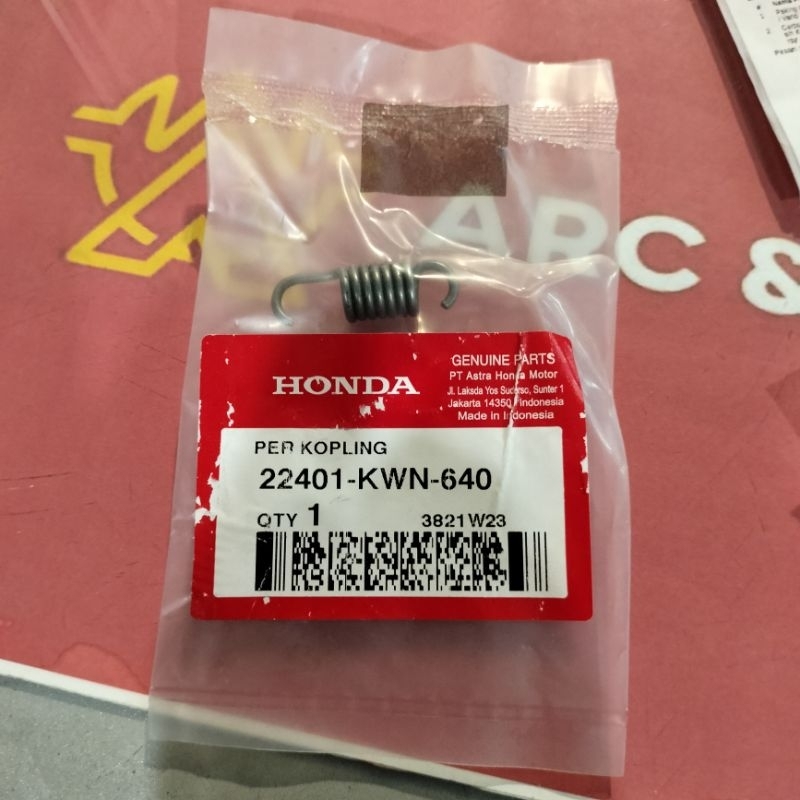 ARC &
HONDA
GENUINE PARTS
PT Astra Honda Motor
Jl. Laksda Yos Sudarso, Sunter 1
Jakarta 14350, Indonesia
Made in Indonesia
PER KOPLING
22401-KWN-640
QTY 1
3821W23